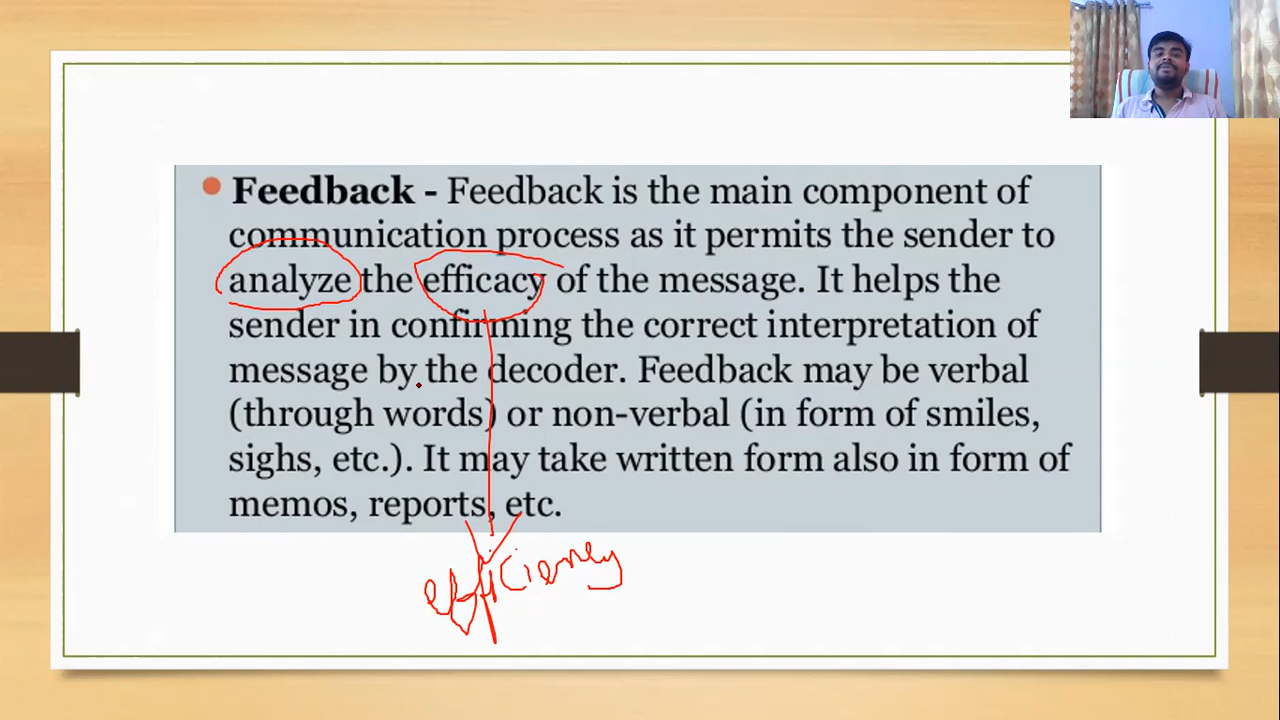 Feedback - Feedback is the main component of
communication process as it permits the sender to
analyze the efficacy of the message. It helps the
sender in confirming the correct interpretation of
message by the decoder. Feedback may be verbal
(through words) or non-verbal (in form of smiles,
sighs, etc.). It may take written form also in form of
memos, reports, etc.
efficiency